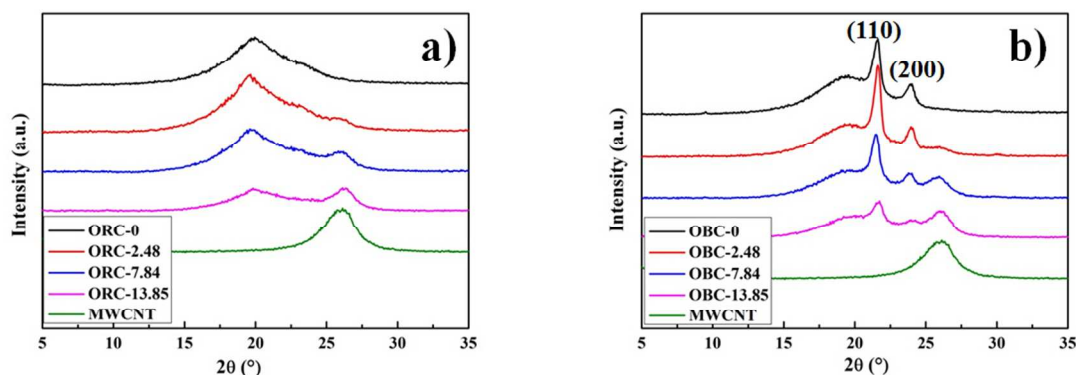 a)
Intensity (a.u.)
ORC-0
ORC-2.48
ORC-7.84
ORC-13.85
MWCNT
5 10 15 20 25 30 35
2θ (°)
b)
(110)
(200)
Intensity (a.u.)
OBC-0
OBC-2.48
OBC-7.84
OBC-13.85
MWCNT
5 10 15 20 25 30 35
2θ (°)